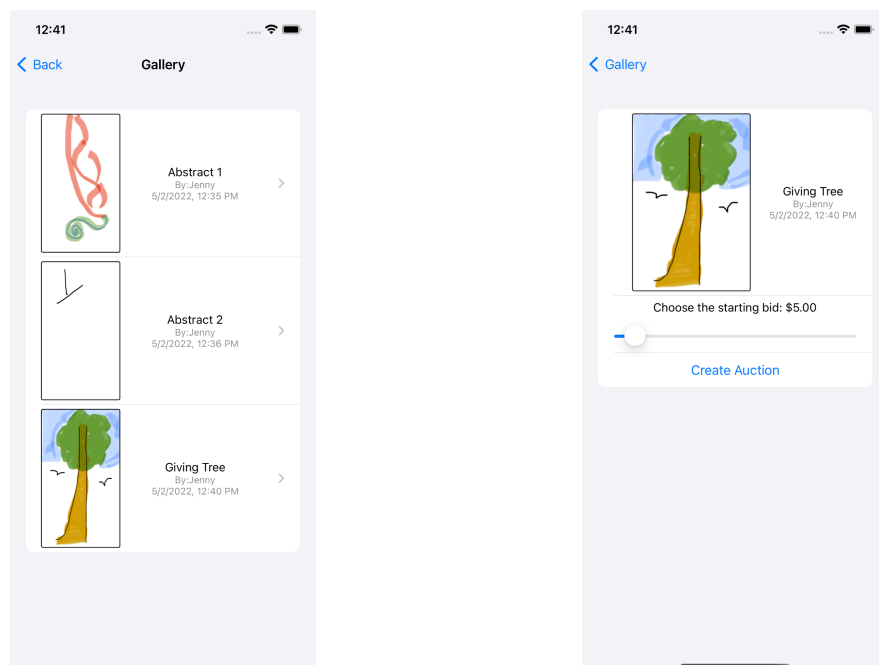 12:41
Back
Gallery
Abstract 1
By:Jenny
5/2/2022, 12:35 PM
Abstract 2
By:Jenny
5/2/2022, 12:36 PM
Giving Tree
By:Jenny
5/2/2022, 12:40 PM
12:41
Gallery
Giving Tree
By:Jenny
5/2/2022, 12:40 PM
Choose the starting bid: $5.00
Create Auction